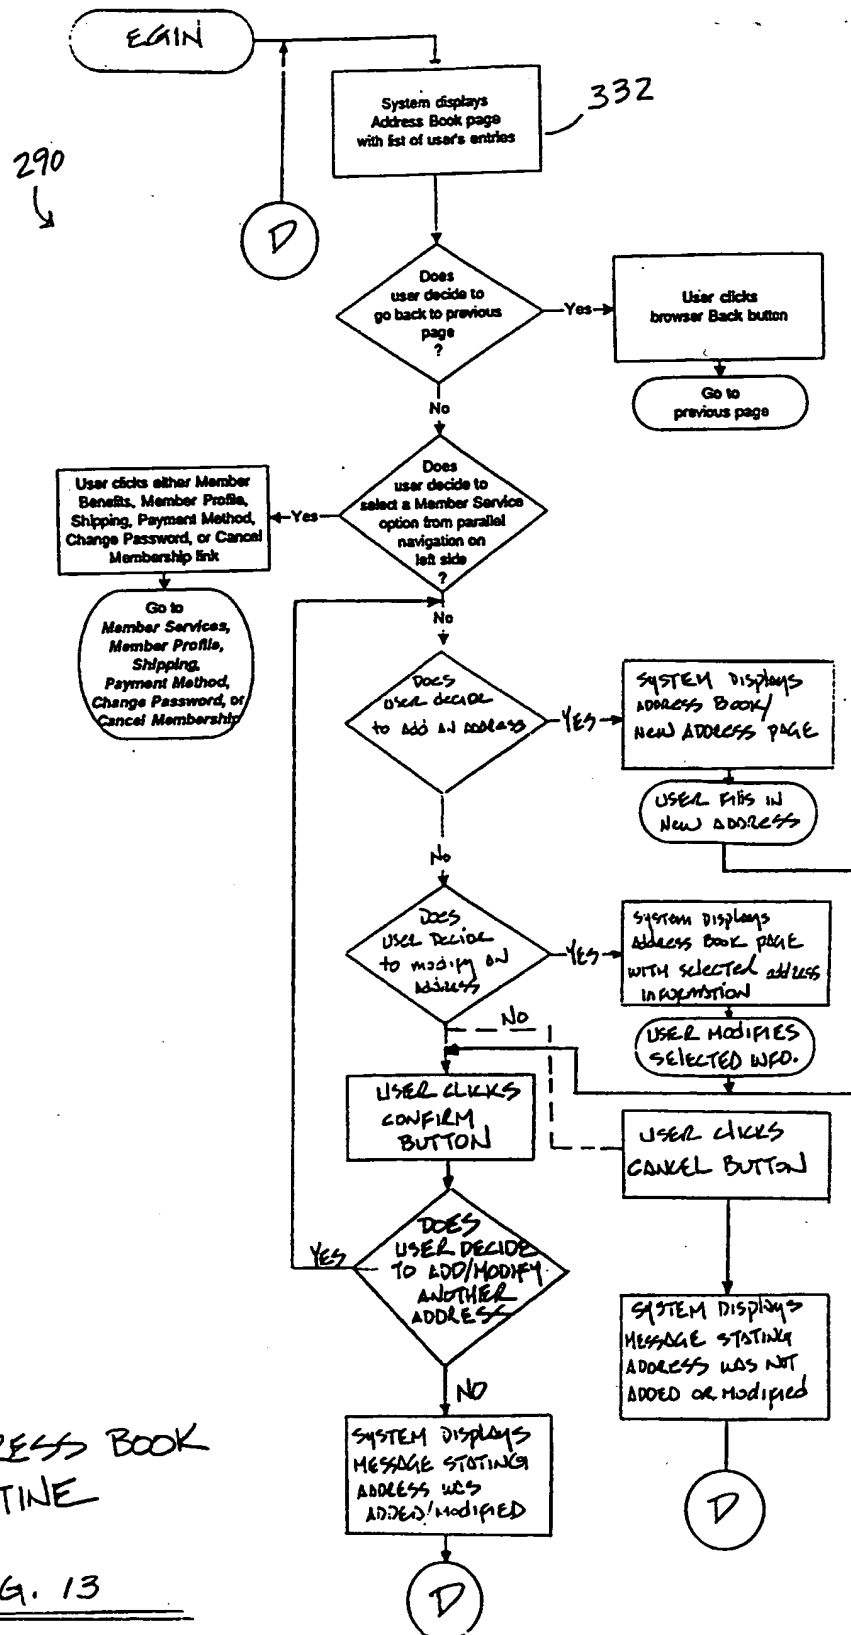 EGIN
System displays
Address Book page
with list of user's entries
332
290
D
Does
user decide to
go back to previous
page
?
Yes
User clicks
browser Back button
Go to
previous page
No
Does
user decide to
select a Member Service
option from parallel
navigation on
left side
?
Yes
User clicks either Member
Benefits, Member Profile,
Shipping, Payment Method,
Change Password, or Cancel
Membership link
Go to
Member Services,
Member Profile,
Shipping,
Payment Method,
Change Password, or
Cancel Membership
No
DOES
USER DECIDE
to ADD AN ADDRESS
YES
SYSTEM DISPLAYS
ADDRESS BOOK/
NEW ADDRESS PAGE
USER FILLS IN
NEW ADDRESS
No
DOES
USER DECIDE
to modify AN
ADDRESS
YES
SYSTEM DISPLAYS
ADDRESS BOOK PAGE
WITH SELECTED ADDRESS
INFORMATION
USER MODIFIES
SELECTED INFO.
NO
USER CLICKS
CONFIRM
BUTTON
USER CLICKS
CANCEL BUTTON
DOES
USER DECIDE
TO ADD/MODIFY
ANOTHER
ADDRESS
YES
SYSTEM DISPLAYS
MESSAGE STATING
ADDRESS WAS NOT
ADDED OR MODIFIED
D
NO
SYSTEM DISPLAYS
MESSAGE STATING
ADDRESS WAS
ADDED/MODIFIED
D
RESS BOOK
TINE
G. 13